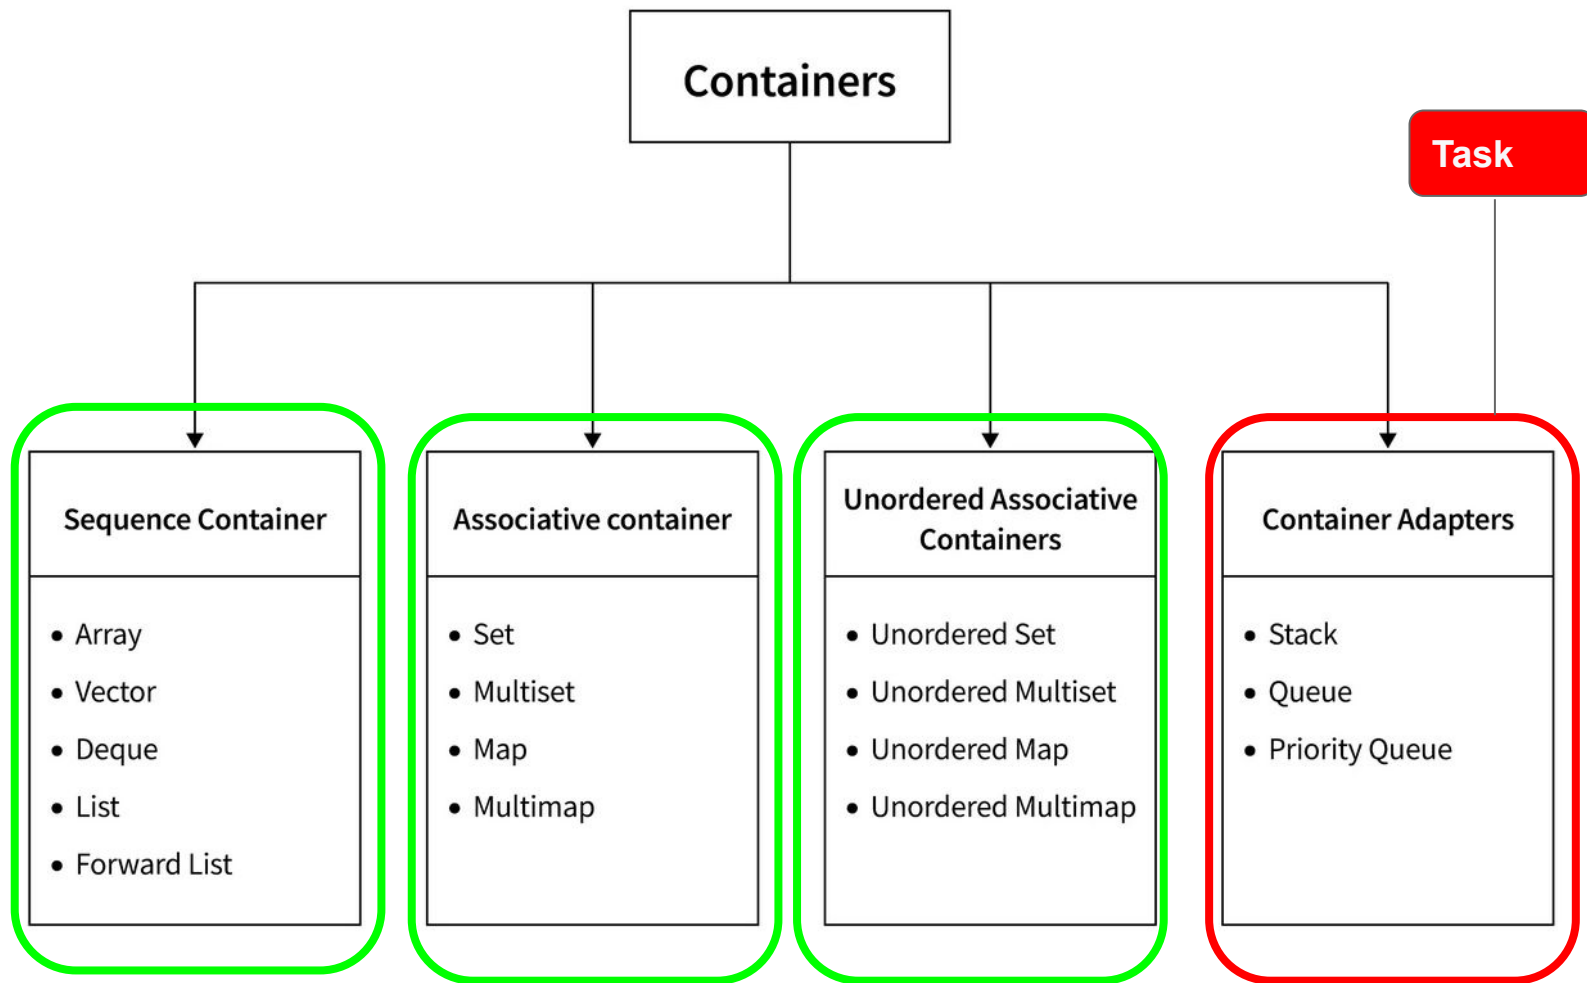 Containers
Task
Sequence Container
• Array
• Vector
• Deque
• List
• Forward List
Associative container
• Set
• Multiset
• Map
• Multimap
Unordered Associative
Containers
• Unordered Set
• Unordered Multiset
• Unordered Map
• Unordered Multimap
Container Adapters
• Stack
• Queue
• Priority Queue